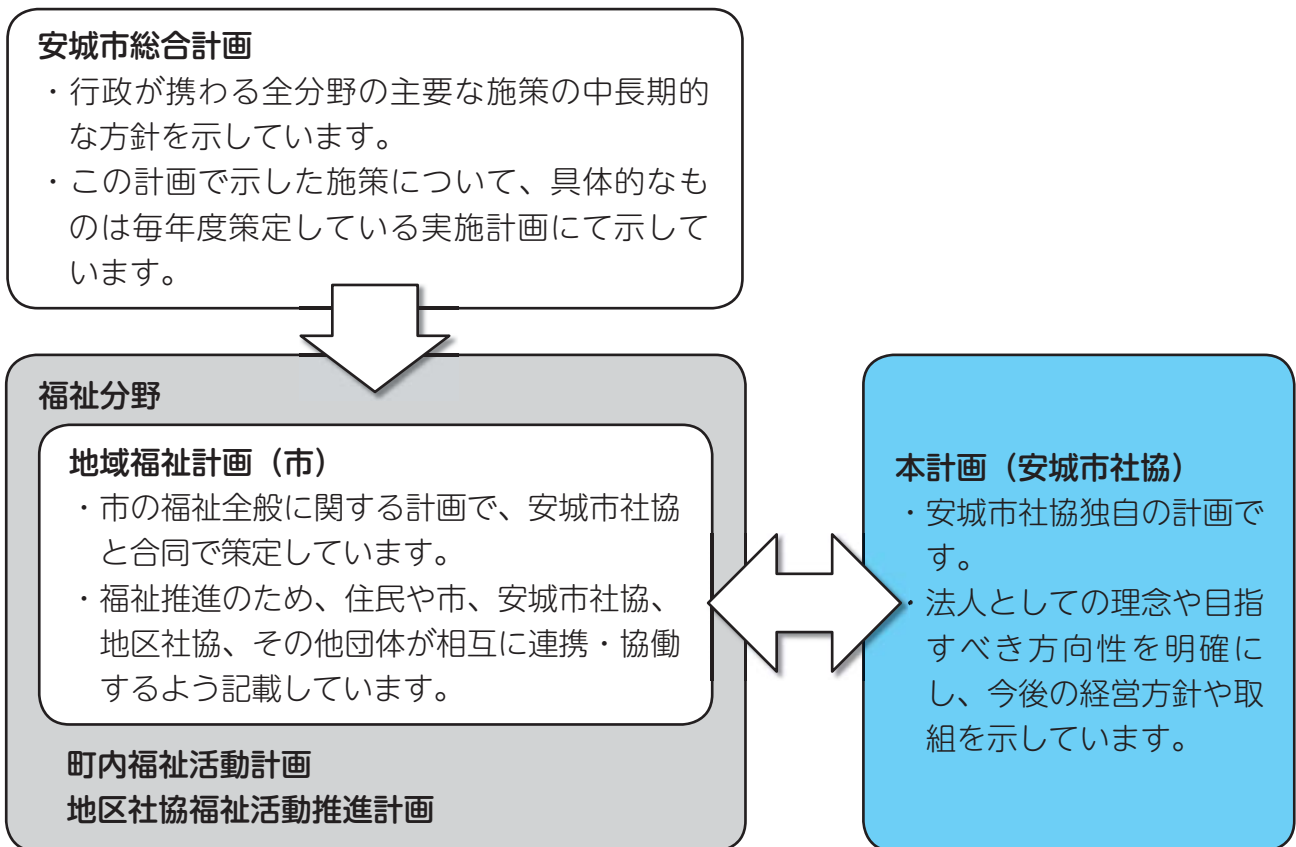 安城市総合計画
・行政が携わる全分野の主要な施策の中長期的
な方針を示しています。
・この計画で示した施策について、具体的なも
のは毎年度策定している実施計画にて示して
います。
福祉分野
地域福祉計画（市）
・市の福祉全般に関する計画で、安城市社協
と合同で策定しています。
・福祉推進のため、住民や市、安城市社協、
地区社協、その他団体が相互に連携・協働
するよう記載しています。
町内福祉活動計画
地区社協福祉活動推進計画
本計画（安城市社協）
・安城市社協独自の計画で
す。
・法人としての理念や目指
すべき方向性を明確に
し、今後の経営方針や取
組を示しています。